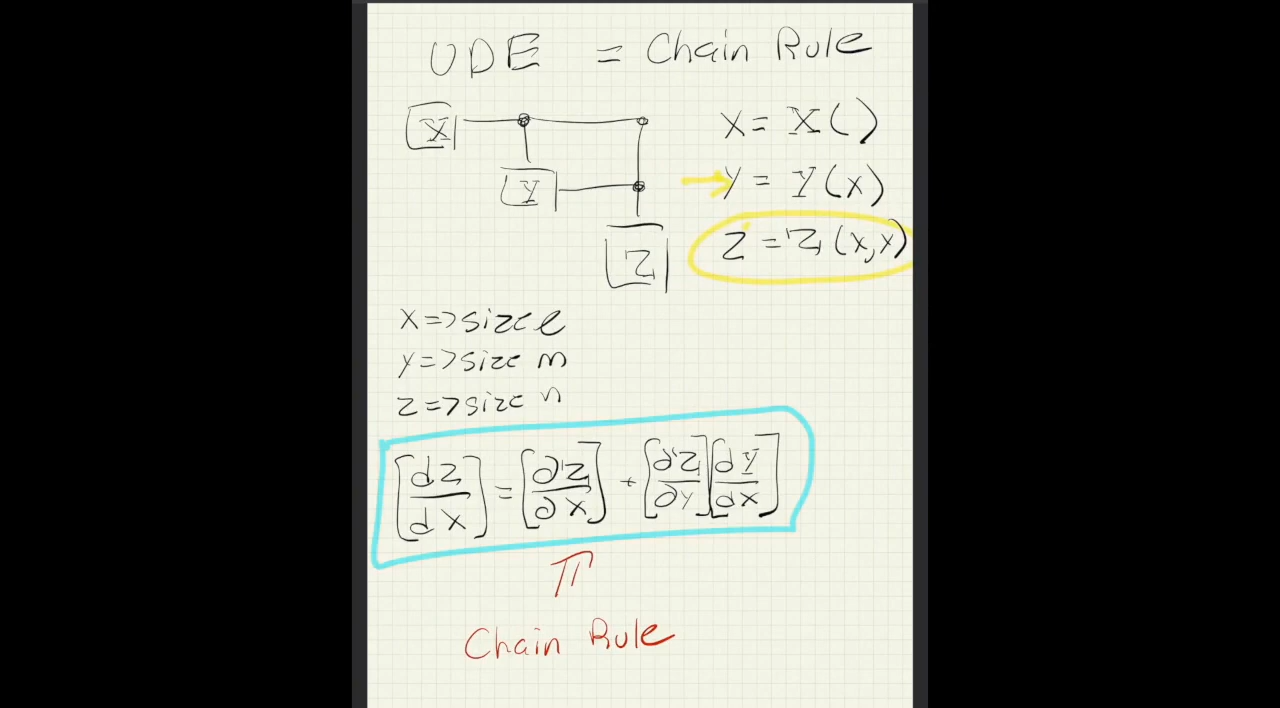 UDE = Chain Rule
X x = X()
Y y = Y(x)
Z z = Z(x,x)
x => size l
y => size m
z => size n
[dz/dx] = [∂Z/∂x] + [∂Z/∂y][dY/dx]
⇑
Chain Rule